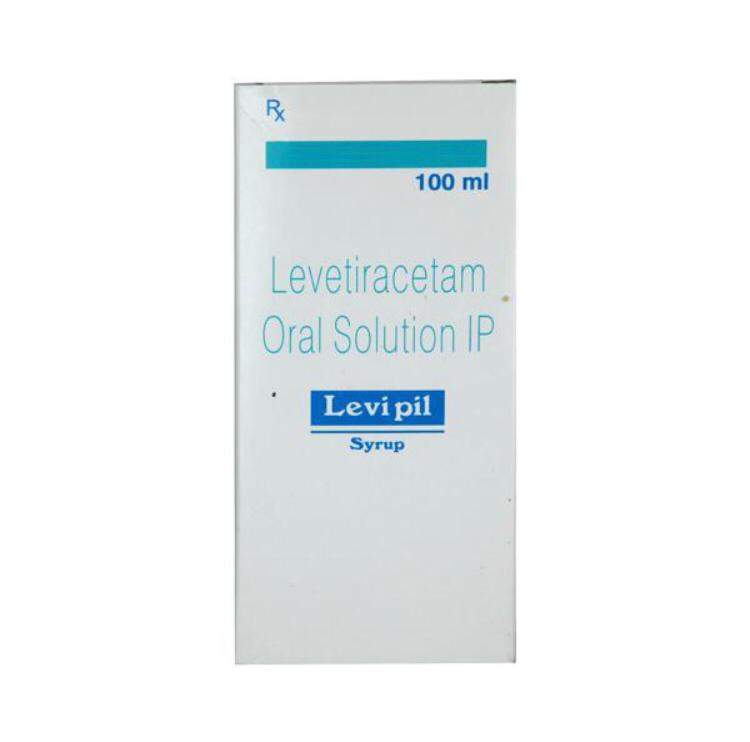 Rx
100 ml
Levetiracetam
Oral Solution IP
Levipil
Syrup